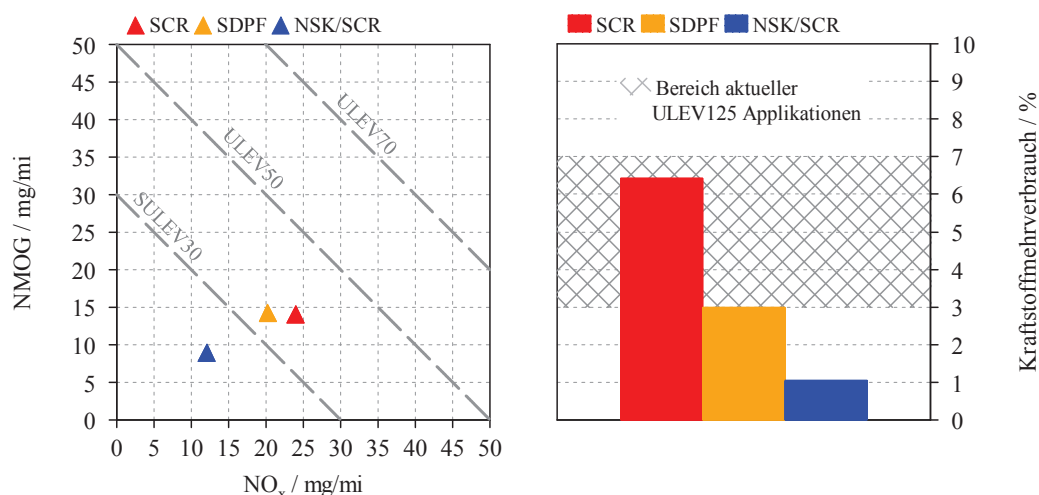 SCR SDPF NSK/SCR
50
45
40
35
30
25
20
15
10
5
0
NMOG / mg/mi
ULEV70
ULEV50
SULEV30
0 5 10 15 20 25 30 35 40 45 50
NOx / mg/mi
SCR SDPF NSK/SCR
Bereich aktueller
ULEV125 Applikationen
10
9
8
7
6
5
4
3
2
1
0
Kraftstoffmehrverbrauch / %